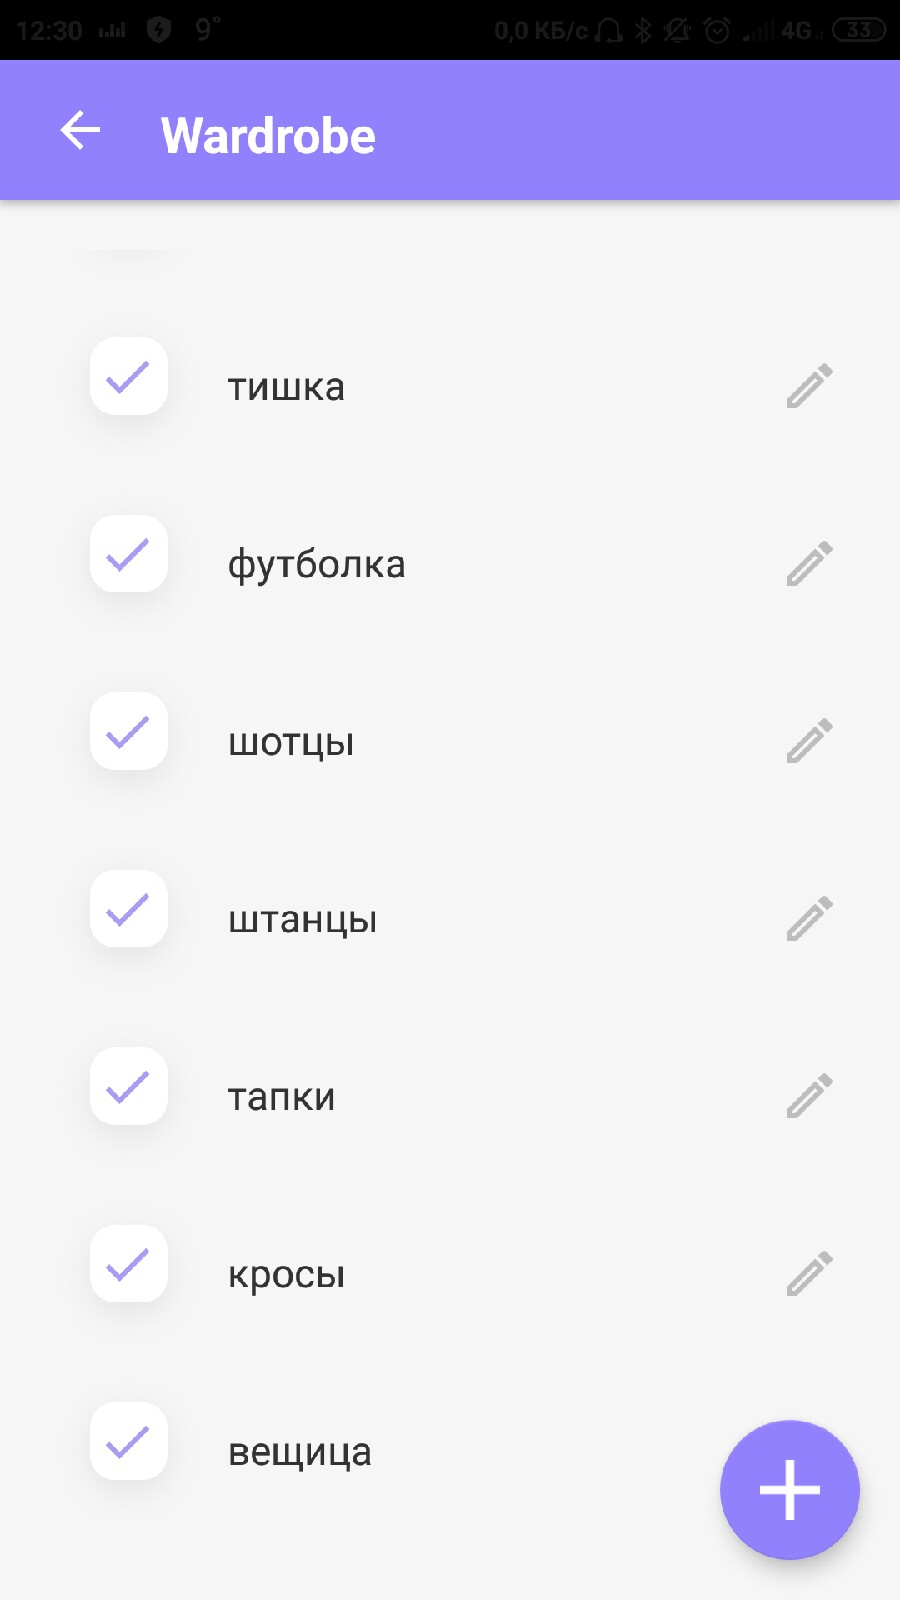 12:30 9° 0,0 КБ/с 4G 33
Wardrobe
тишка
футболка
шотцы
штанцы
тапки
кросы
вещица